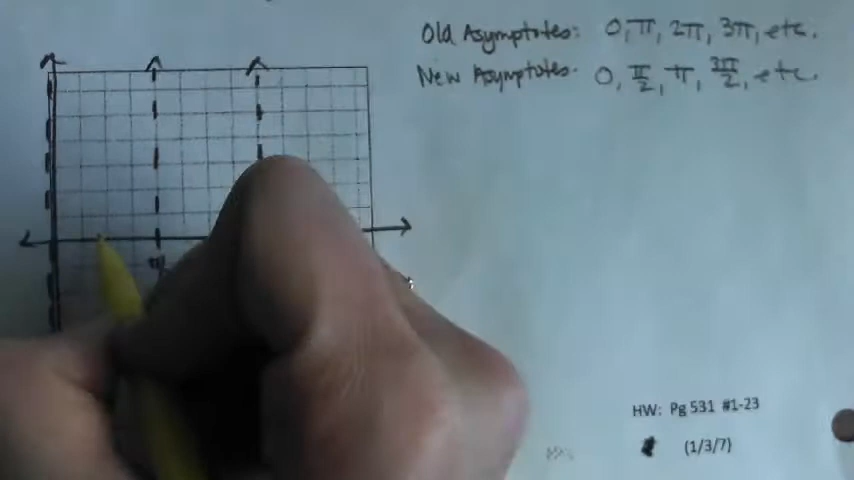 Old Asymptotes: 0, π, 2π, 3π, etc.
New Asymptotes: 0, π/2, π, 3π/2, etc.
HW: Pg 531 #1-23
(1/3/7)